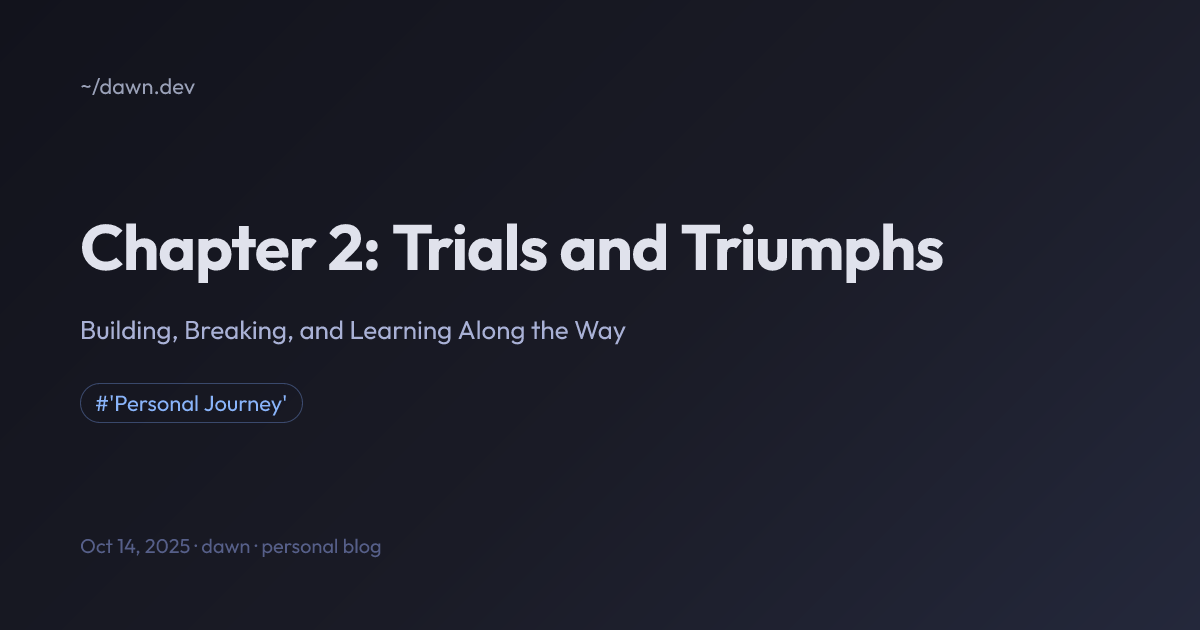 ~/dawn.dev
Chapter 2: Trials and Triumphs
Building, Breaking, and Learning Along the Way
#'Personal Journey'
Oct 14, 2025 · dawn · personal blog